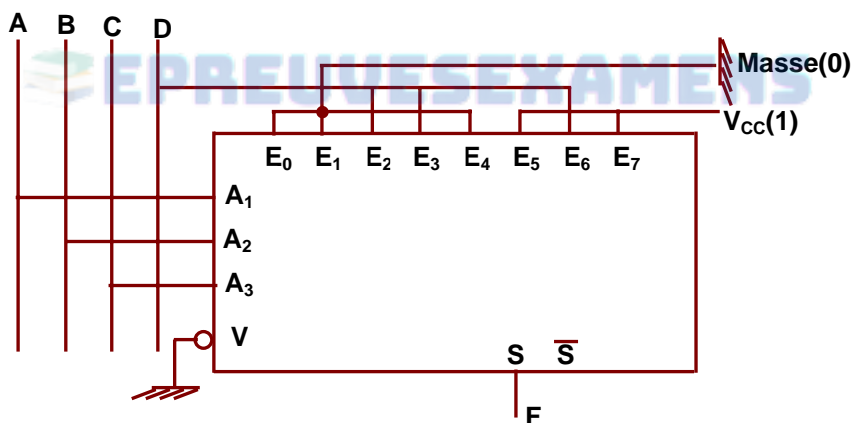 A B C D
EPREUVESEXAMENS
Masse(0)
V_CC(1)
E₀ E₁ E₂ E₃ E₄ E₅ E₆ E₇
A₁
A₂
A₃
V
S S̅
F